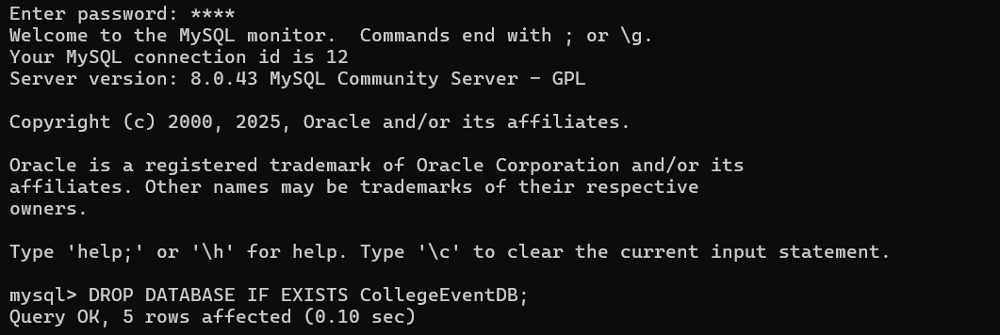 Enter password: ****
Welcome to the MySQL monitor.  Commands end with ; or \g.
Your MySQL connection id is 12
Server version: 8.0.43 MySQL Community Server - GPL

Copyright (c) 2000, 2025, Oracle and/or its affiliates.

Oracle is a registered trademark of Oracle Corporation and/or its
affiliates. Other names may be trademarks of their respective
owners.

Type 'help;' or '\h' for help. Type '\c' to clear the current input statement.

mysql> DROP DATABASE IF EXISTS CollegeEventDB;
Query OK, 5 rows affected (0.10 sec)